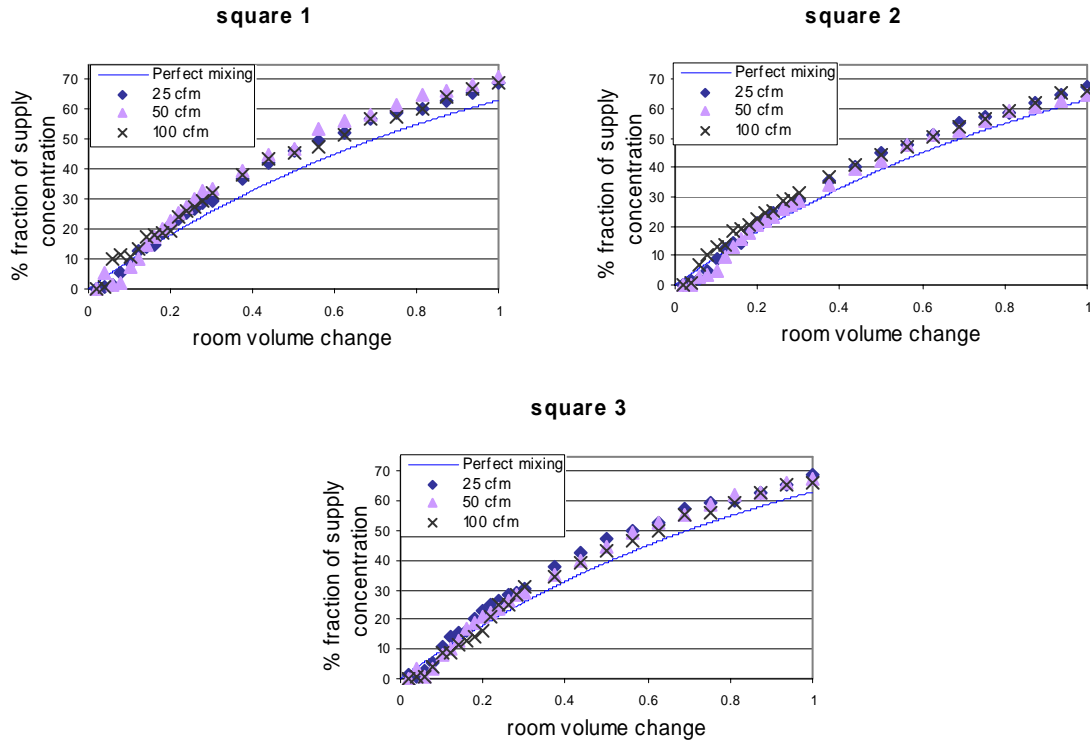 square 1
% fraction of supply
concentration
70
60
50
40
30
20
10
0
Perfect mixing
25 cfm
50 cfm
100 cfm
0 0.2 0.4 0.6 0.8 1
room volume change
square 2
% fraction of supply
concentration
70
60
50
40
30
20
10
0
Perfect mixing
25 cfm
50 cfm
100 cfm
0 0.2 0.4 0.6 0.8 1
room volume change
square 3
% fraction of supply
concentration
70
60
50
40
30
20
10
0
Perfect mixing
25 cfm
50 cfm
100 cfm
0 0.2 0.4 0.6 0.8 1
room volume change